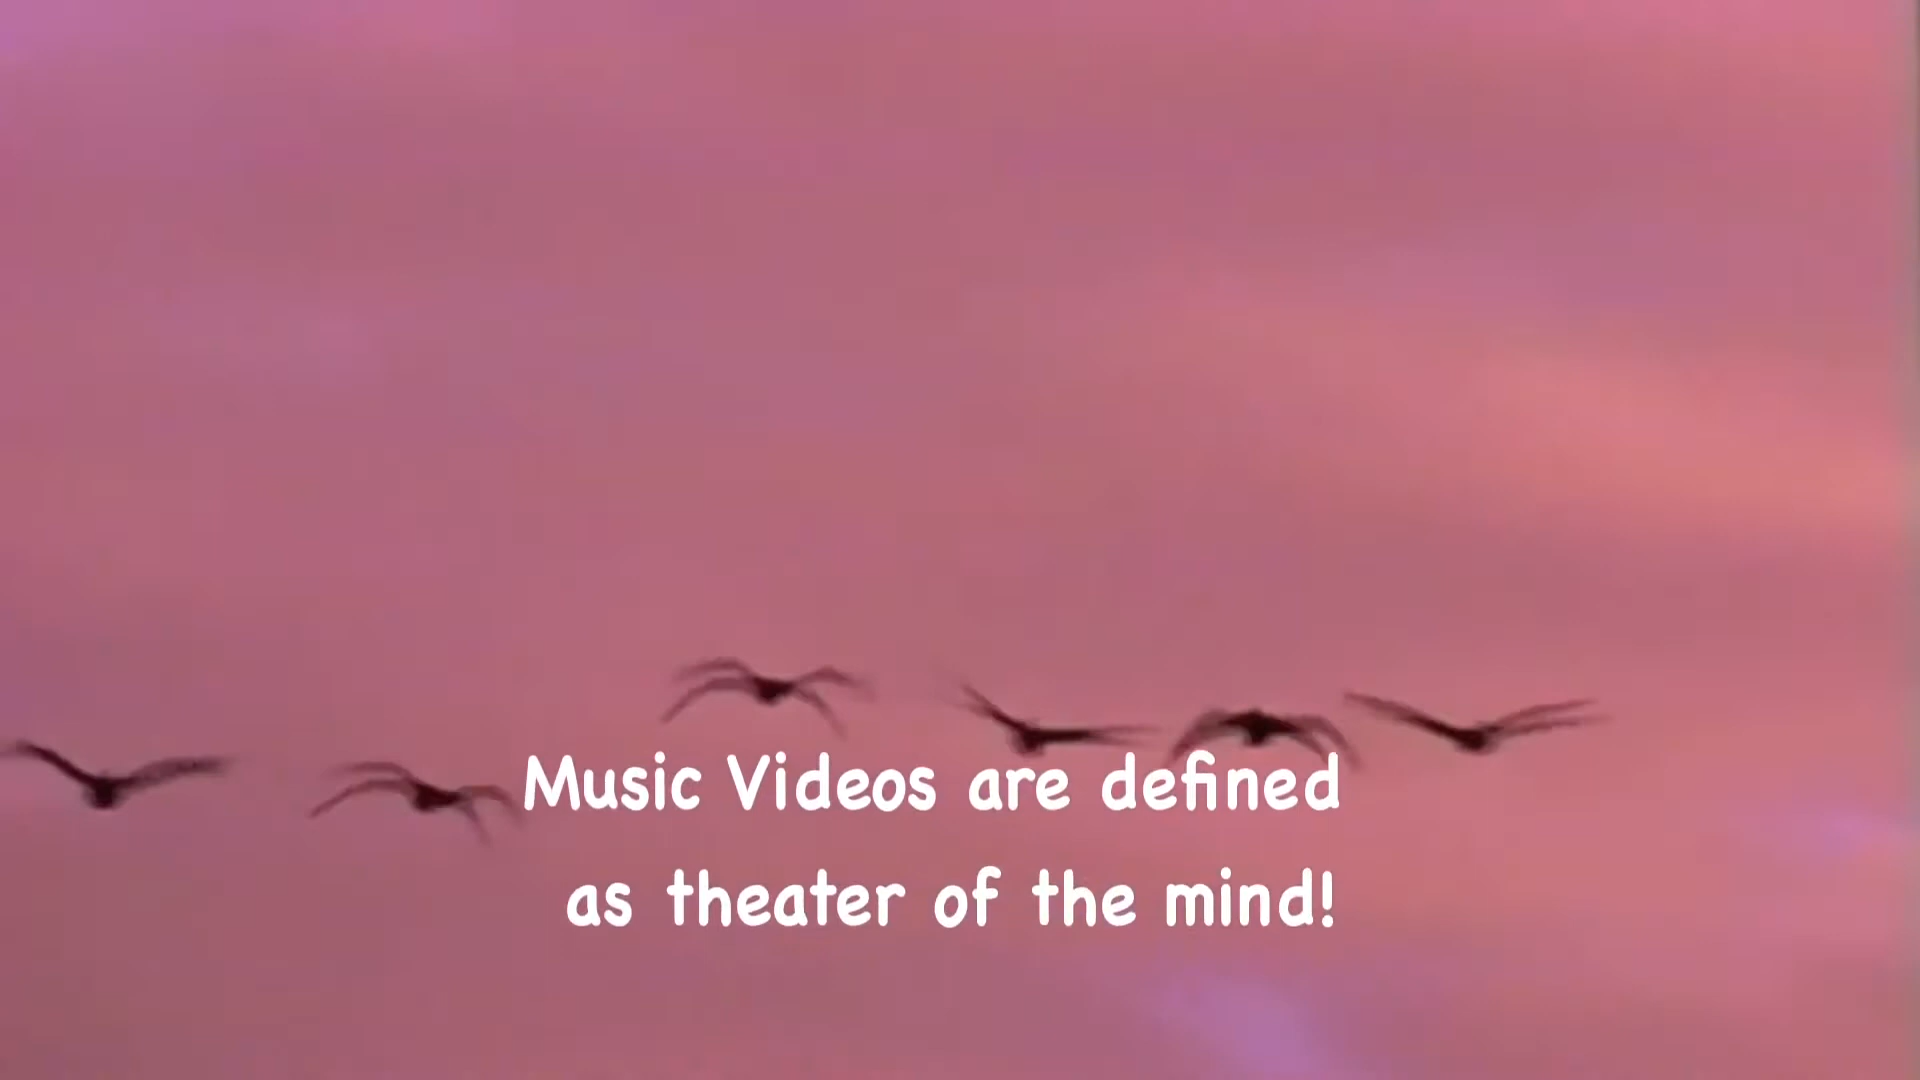 Music Videos are defined
as theater of the mind!